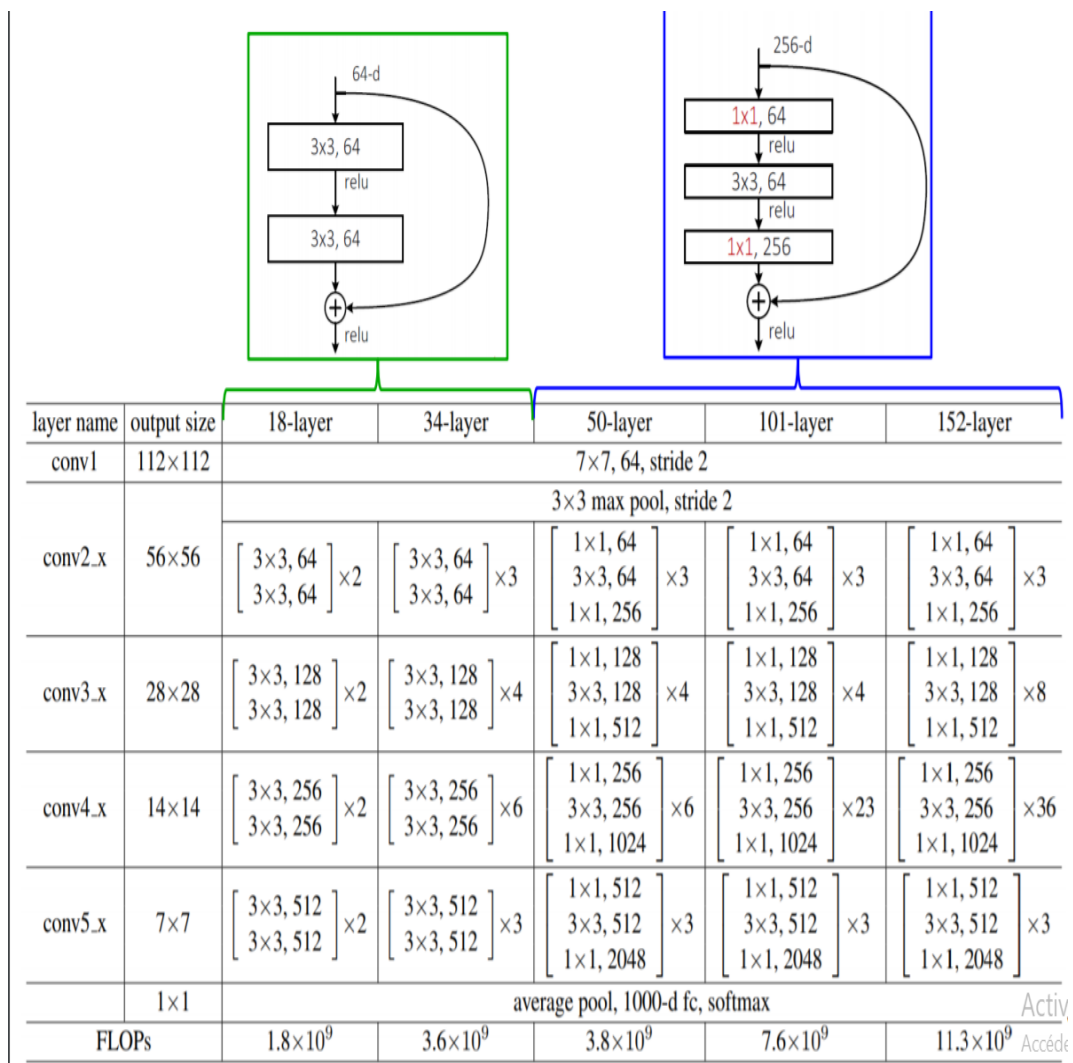 64-d
3x3, 64
relu
3x3, 64
+
relu
256-d
1x1, 64
relu
3x3, 64
relu
1x1, 256
+
relu
layer name output size 18-layer 34-layer 50-layer 101-layer 152-layer
conv1 112×112 7×7, 64, stride 2
3×3 max pool, stride 2
conv2_x 56×56 [3×3, 64 3×3, 64] ×2 [3×3, 64 3×3, 64] ×3 [1×1, 64 3×3, 64 1×1, 256] ×3 [1×1, 64 3×3, 64 1×1, 256] ×3 [1×1, 64 3×3, 64 1×1, 256] ×3
conv3_x 28×28 [3×3, 128 3×3, 128] ×2 [3×3, 128 3×3, 128] ×4 [1×1, 128 3×3, 128 1×1, 512] ×4 [1×1, 128 3×3, 128 1×1, 512] ×4 [1×1, 128 3×3, 128 1×1, 512] ×8
conv4_x 14×14 [3×3, 256 3×3, 256] ×2 [3×3, 256 3×3, 256] ×6 [1×1, 256 3×3, 256 1×1, 1024] ×6 [1×1, 256 3×3, 256 1×1, 1024] ×23 [1×1, 256 3×3, 256 1×1, 1024] ×36
conv5_x 7×7 [3×3, 512 3×3, 512] ×2 [3×3, 512 3×3, 512] ×3 [1×1, 512 3×3, 512 1×1, 2048] ×3 [1×1, 512 3×3, 512 1×1, 2048] ×3 [1×1, 512 3×3, 512 1×1, 2048] ×3
1×1 average pool, 1000-d fc, softmax
Activ
FLOPs 1.8×10⁹ 3.6×10⁹ 3.8×10⁹ 7.6×10⁹ 11.3×10⁹
Accéde